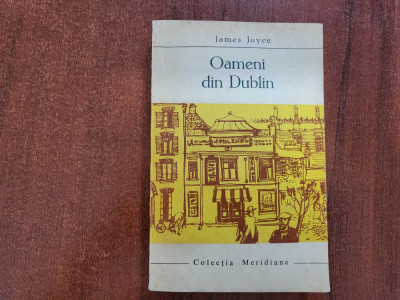 James Joyce
Oameni
din Dublin
Colecția Meridiane